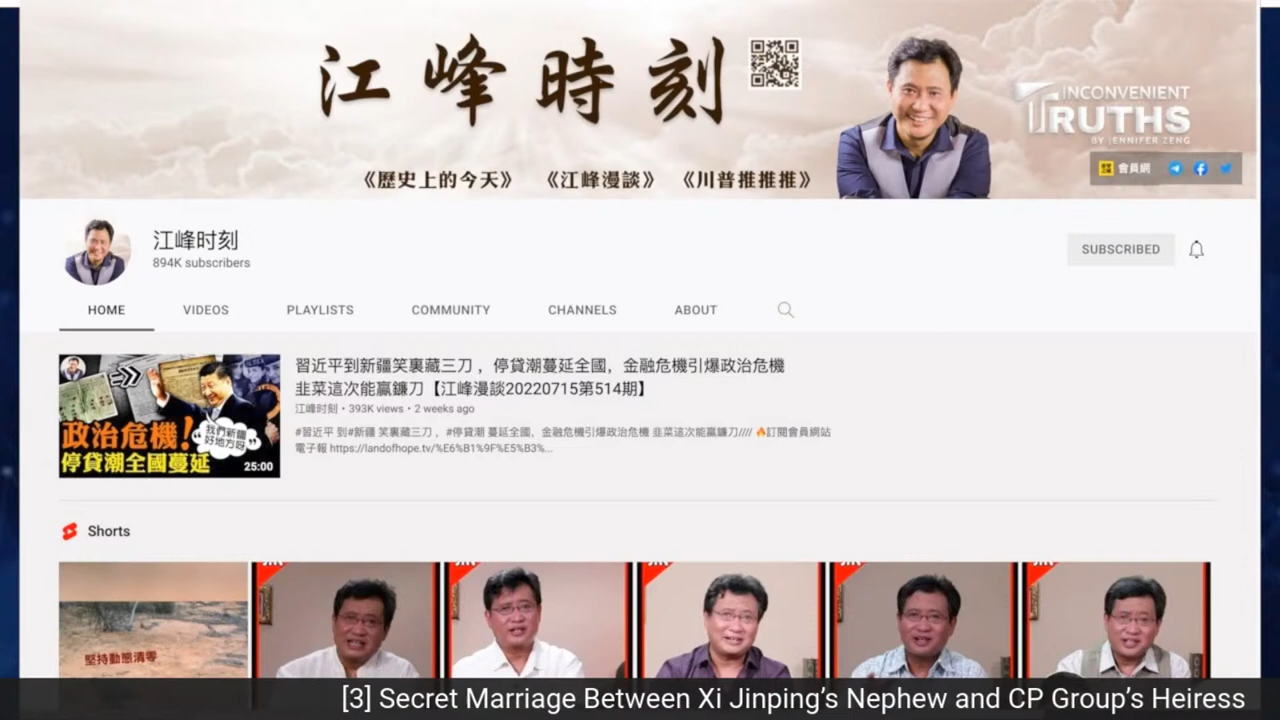 江峰時刻
INCONVENIENT
TRUTHS
BY JENNIFER ZENG
《歷史上的今天》 《江峰漫談》 《川普推推推》
會員網
江峰时刻
894K subscribers
SUBSCRIBED
HOME VIDEOS PLAYLISTS COMMUNITY CHANNELS ABOUT
政治危機!
停貸潮全國蔓延
“我們新疆
好地方呀”
25:00
習近平到新疆笑裏藏三刀 ，停貸潮蔓延全國，金融危機引爆政治危機
韭菜這次能贏鐮刀【江峰漫談20220715第514期】
江峰时刻 • 393K views • 2 weeks ago
#習近平 到#新疆 笑裏藏三刀 ，#停貸潮 蔓延全國，金融危機引爆政治危機 韭菜這次能贏鐮刀//// 🔥訂閱會員網站
電子報 https://landofhope.tv/%E6%B1%9F%E5%B3%...
Shorts
堅持動態清零
[3] Secret Marriage Between Xi Jinping’s Nephew and CP Group’s Heiress